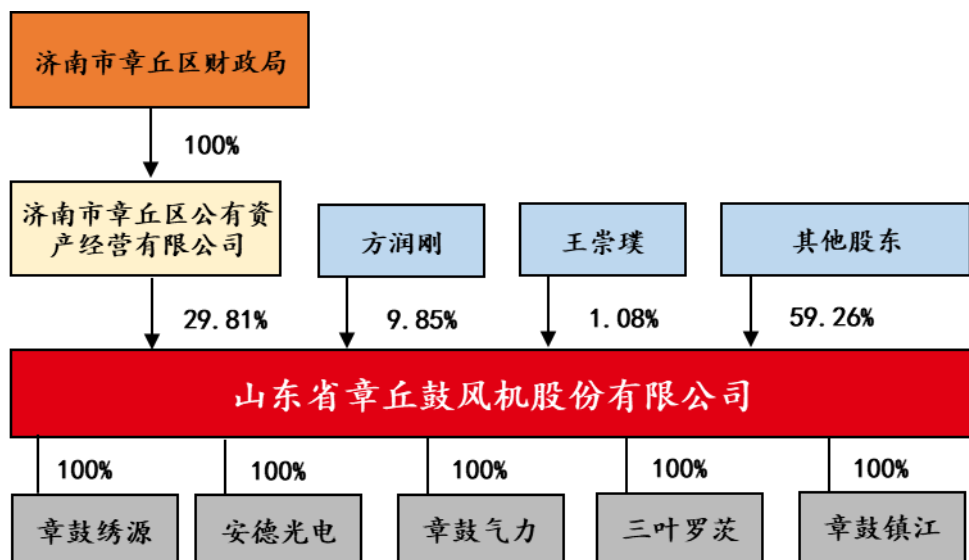 济南市章丘区财政局
100%
济南市章丘区公有资
产经营有限公司
方润刚
王崇璞
其他股东
29.81%
9.85%
1.08%
59.26%
山东省章丘鼓风机股份有限公司
100%
100%
100%
100%
100%
章鼓绣源
安德光电
章鼓气力
三叶罗茨
章鼓镇江